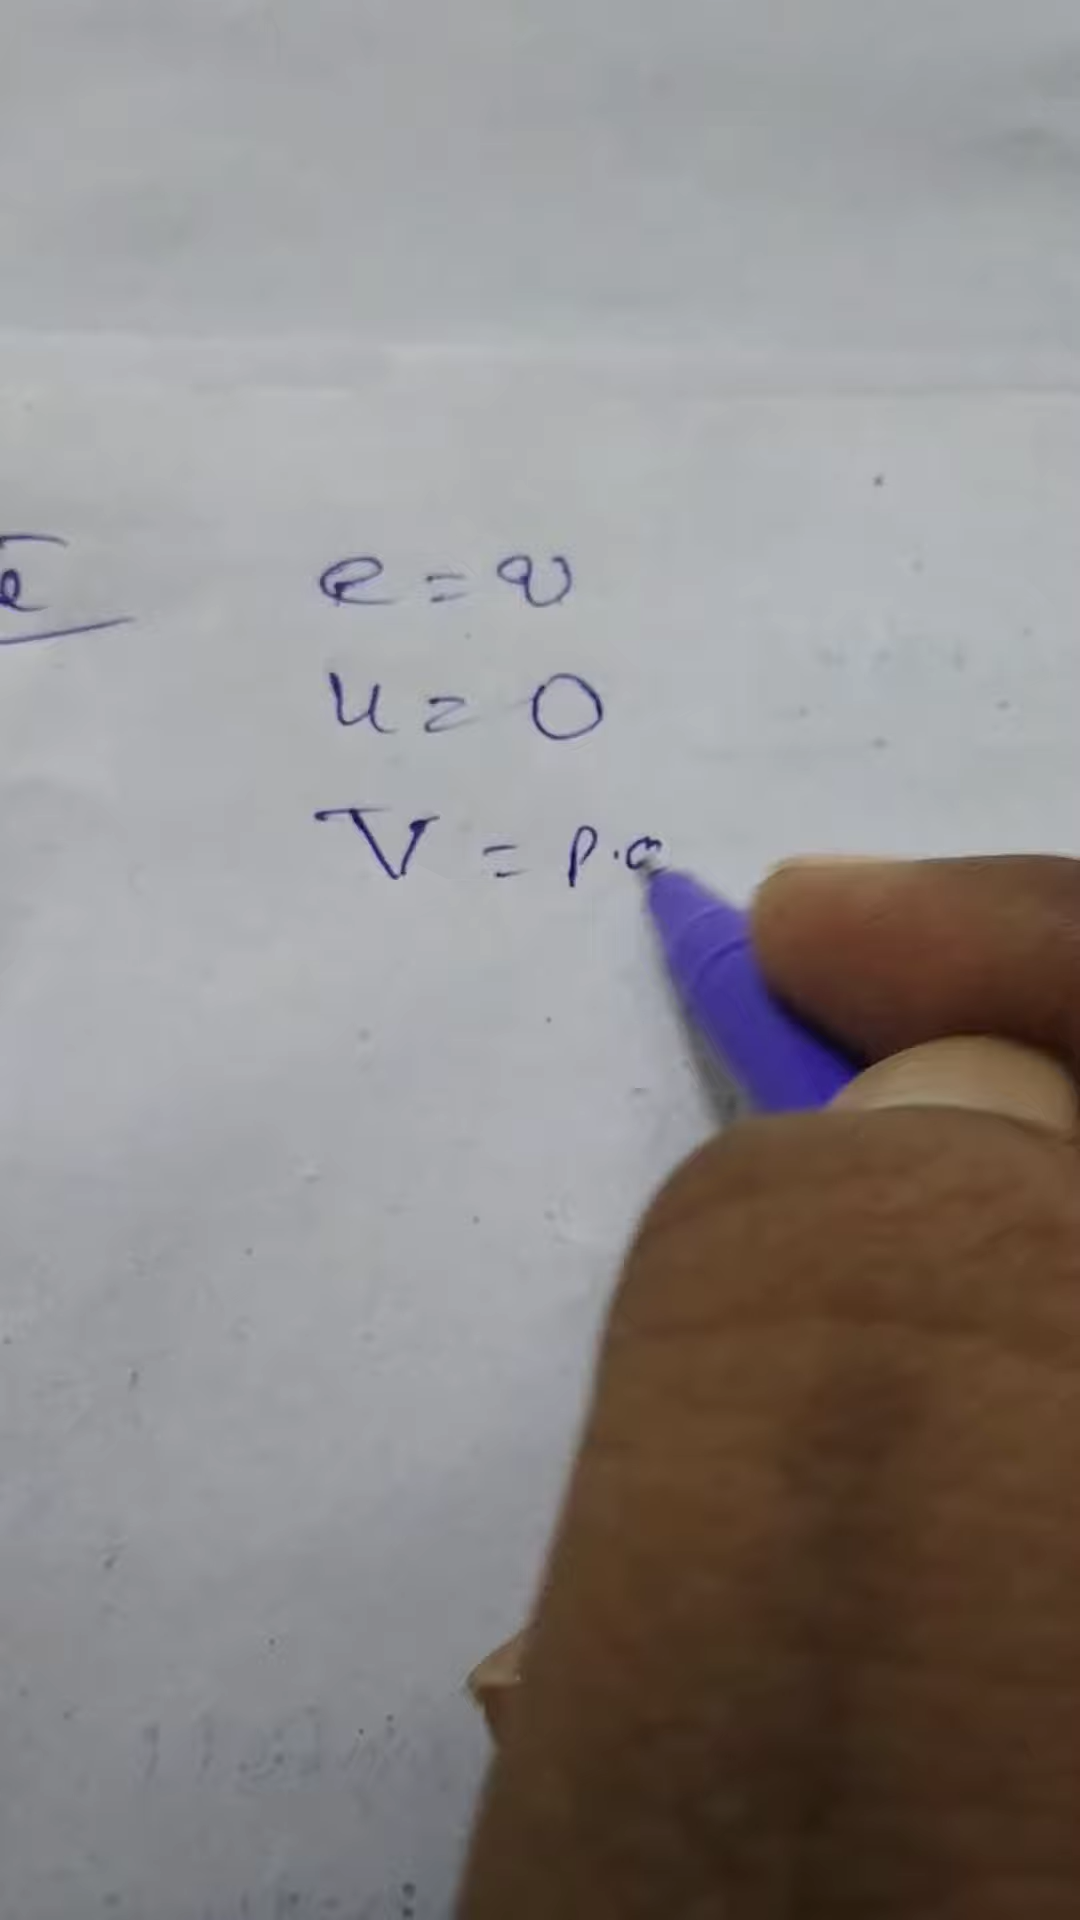 e = v
u = 0
V = p.